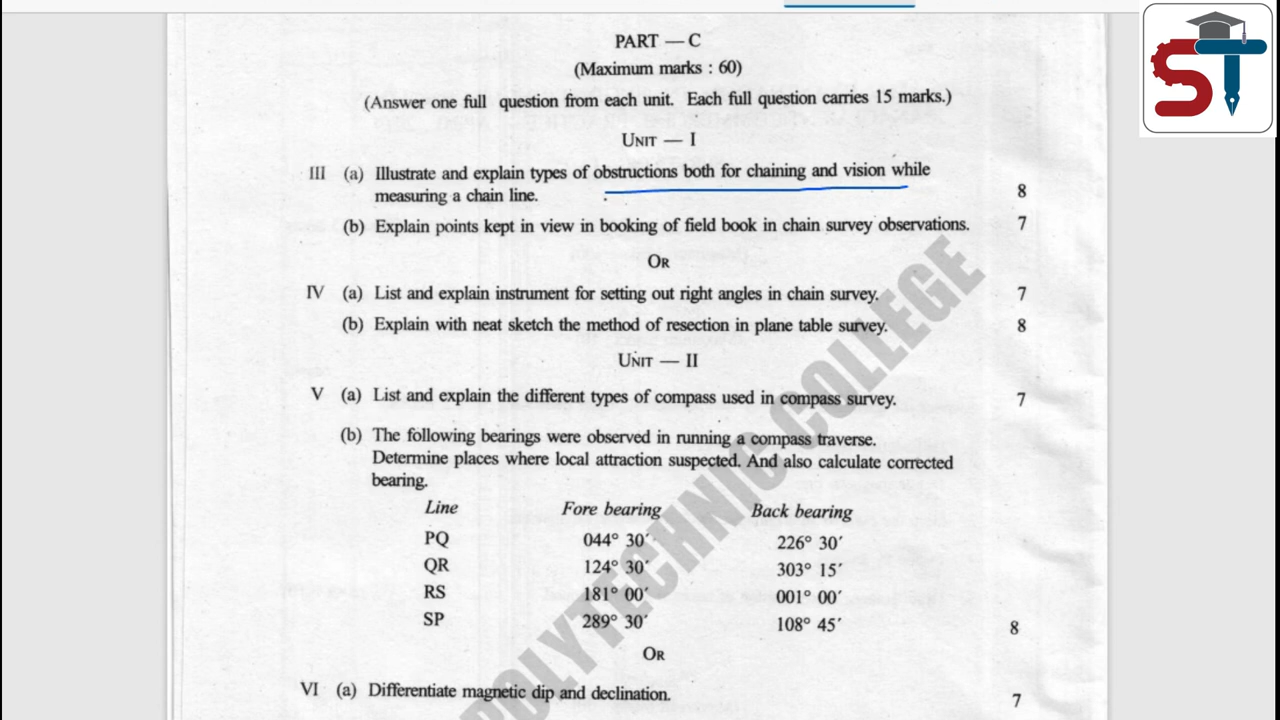 PART — C
(Maximum marks : 60)
(Answer one full question from each unit. Each full question carries 15 marks.)
UNIT — I
III (a) Illustrate and explain types of obstructions both for chaining and vision while
measuring a chain line. 8
(b) Explain points kept in view in booking of field book in chain survey observations. 7
OR
IV (a) List and explain instrument for setting out right angles in chain survey. 7
(b) Explain with neat sketch the method of resection in plane table survey. 8
UNIT — II
V (a) List and explain the different types of compass used in compass survey. 7
(b) The following bearings were observed in running a compass traverse.
Determine places where local attraction suspected. And also calculate corrected
bearing.
Line Fore bearing Back bearing
PQ 044° 30′ 226° 30′
QR 124° 30′ 303° 15′
RS 181° 00′ 001° 00′
SP 289° 30′ 108° 45′ 8
OR
VI (a) Differentiate magnetic dip and declination. 7
POLYTECHNIC COLLEGE
ST